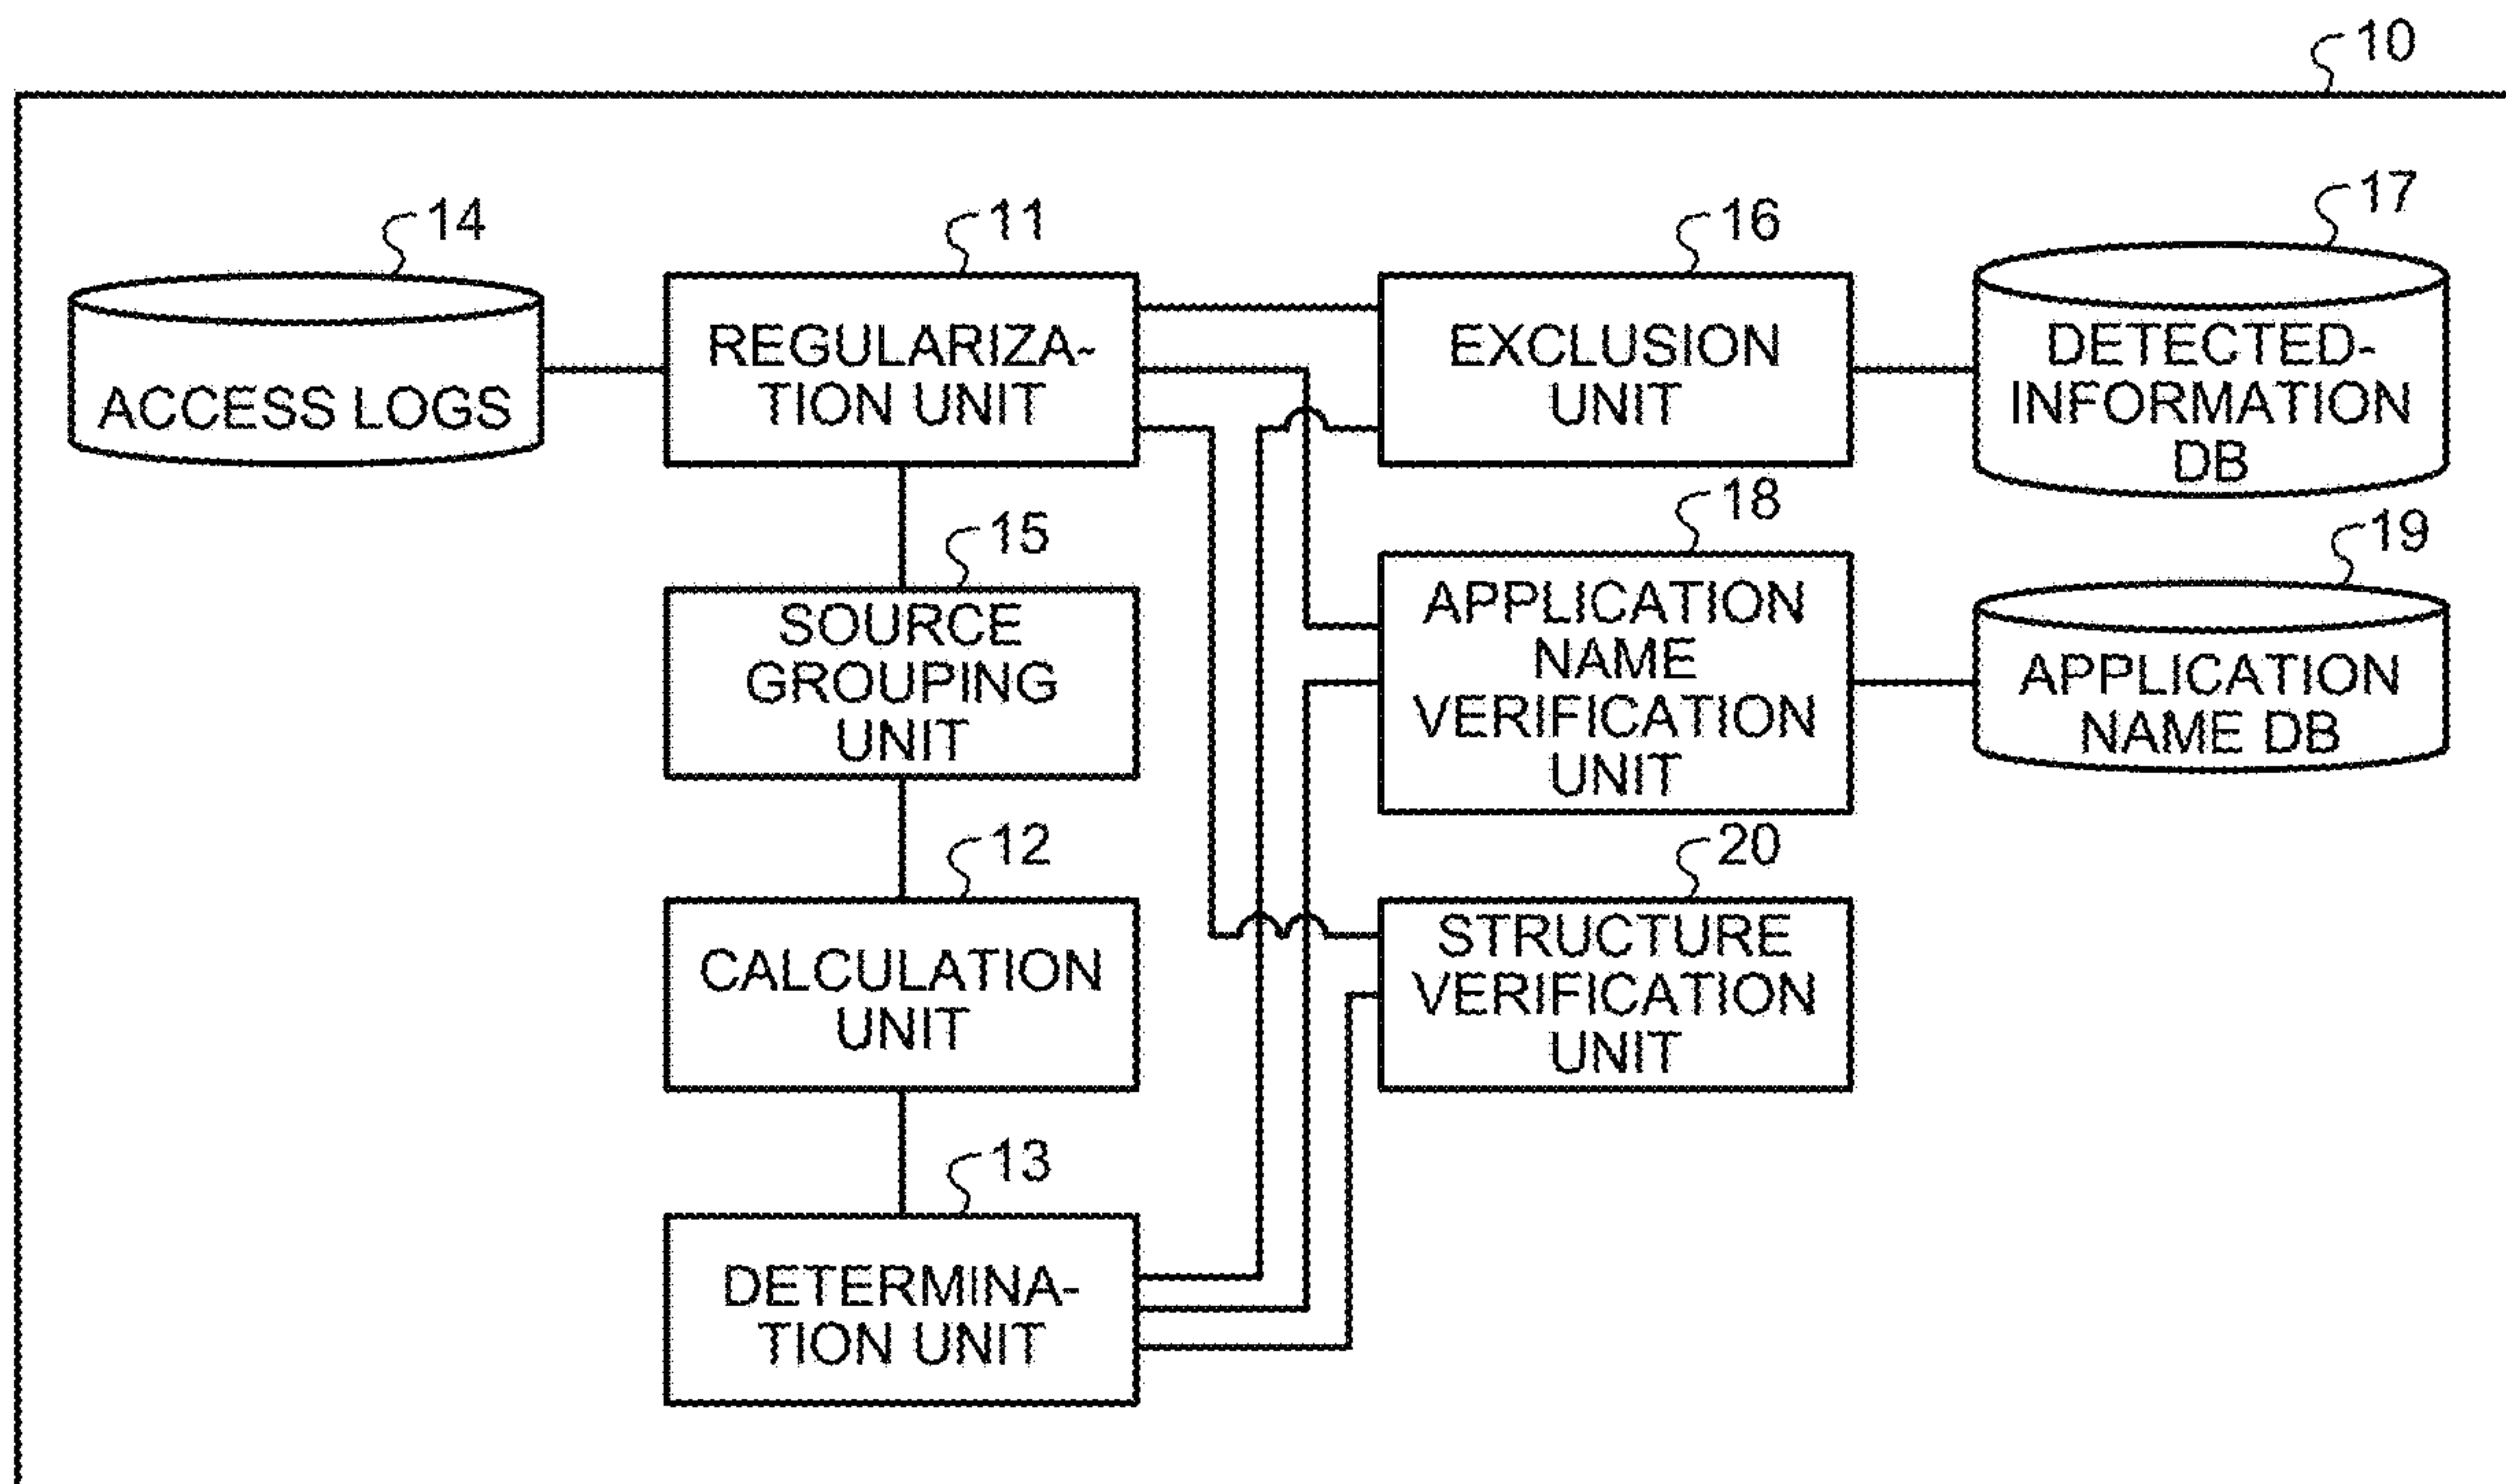 10
14
ACCESS LOGS
11
REGULARIZA-
TION UNIT
16
EXCLUSION
UNIT
17
DETECTED-
INFORMATION
DB
15
SOURCE
GROUPING
UNIT
18
APPLICATION
NAME
VERIFICATION
UNIT
19
APPLICATION
NAME DB
12
CALCULATION
UNIT
20
STRUCTURE
VERIFICATION
UNIT
13
DETERMINA-
TION UNIT